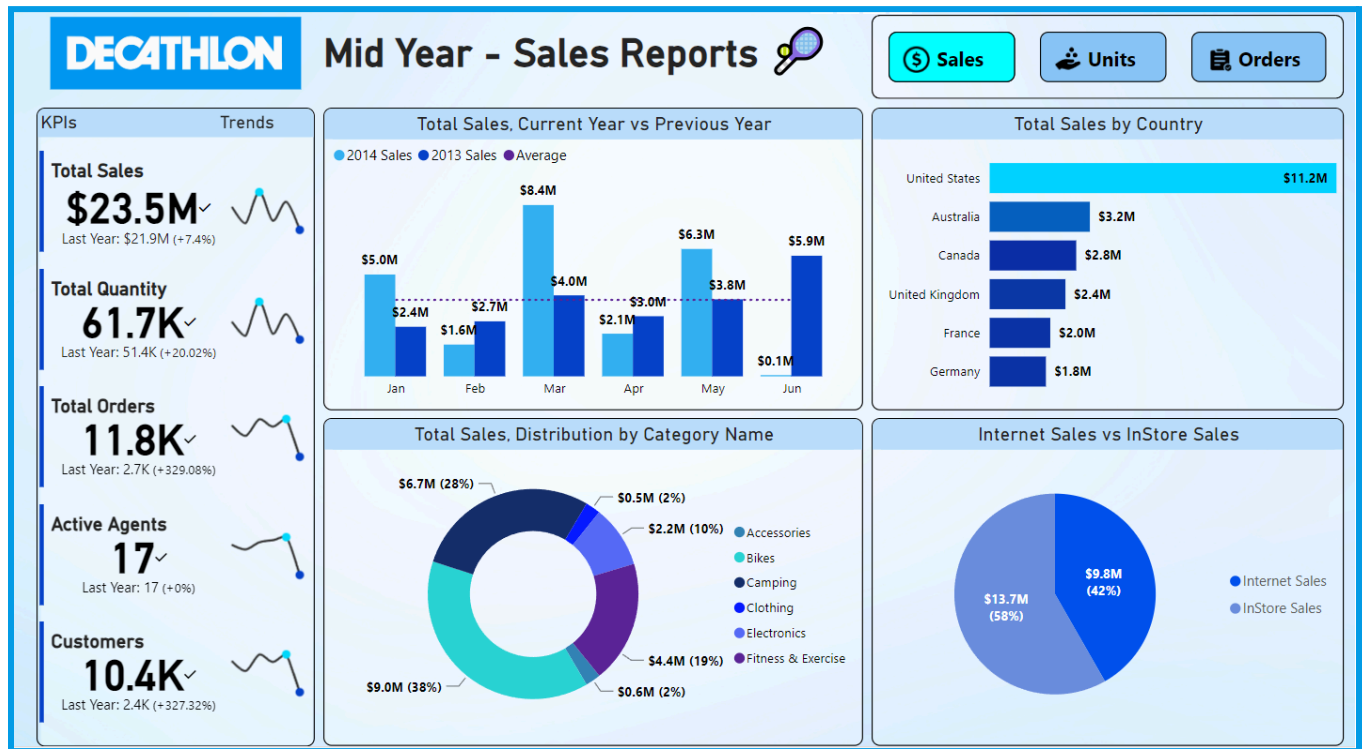 DECATHLON
Mid Year - Sales Reports
Sales
Units
Orders
KPIs
Trends
Total Sales
$23.5M
Last Year: $21.9M (+7.4%)
Total Quantity
61.7K
Last Year: 51.4K (+20.02%)
Total Orders
11.8K
Last Year: 2.7K (+329.08%)
Active Agents
17
Last Year: 17 (+0%)
Customers
10.4K
Last Year: 2.4K (+327.32%)
Total Sales, Current Year vs Previous Year
2014 Sales
2013 Sales
Average
$5.0M
$2.4M
$1.6M
$2.7M
$8.4M
$4.0M
$2.1M
$3.0M
$6.3M
$3.8M
$0.1M
$5.9M
Jan
Feb
Mar
Apr
May
Jun
Total Sales by Country
United States
$11.2M
Australia
$3.2M
Canada
$2.8M
United Kingdom
$2.4M
France
$2.0M
Germany
$1.8M
Total Sales, Distribution by Category Name
$6.7M (28%)
$0.5M (2%)
$2.2M (10%)
$4.4M (19%)
$0.6M (2%)
$9.0M (38%)
Accessories
Bikes
Camping
Clothing
Electronics
Fitness & Exercise
Internet Sales vs InStore Sales
$9.8M
(42%)
$13.7M
(58%)
Internet Sales
InStore Sales